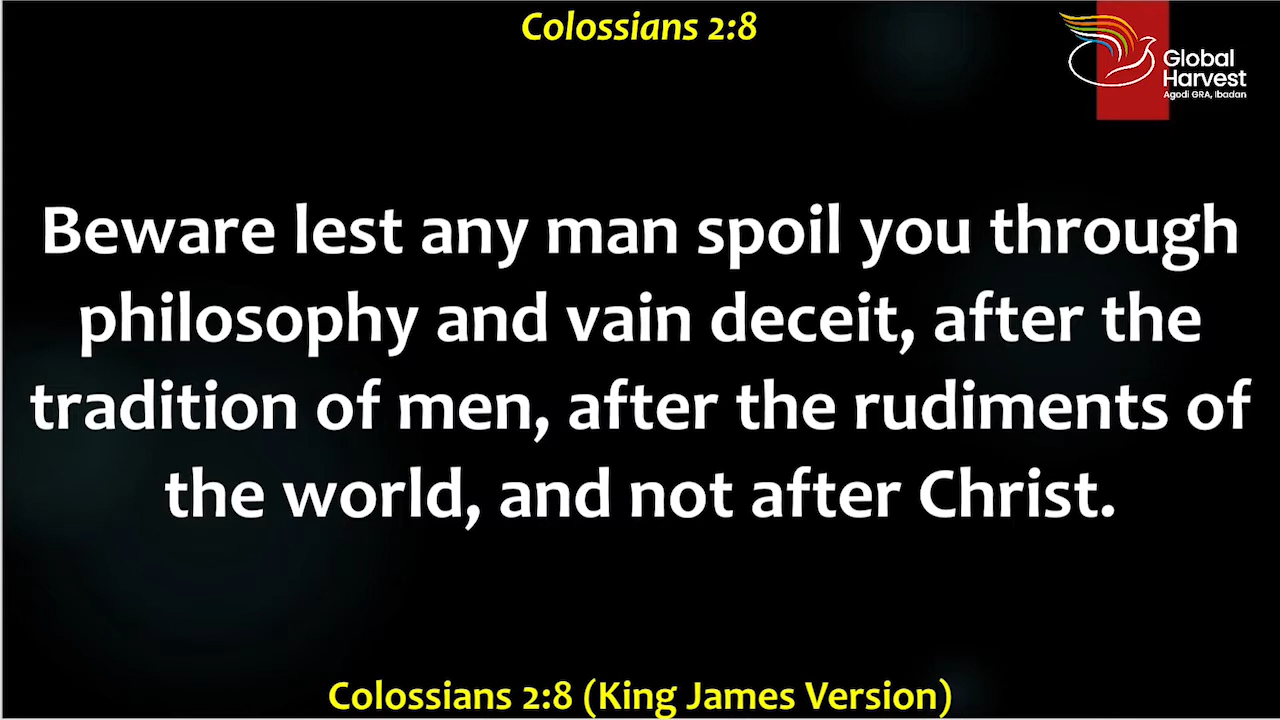 Colossians 2:8
Global
Harvest
Agodi GRA, Ibadan
Beware lest any man spoil you through
philosophy and vain deceit, after the
tradition of men, after the rudiments of
the world, and not after Christ.
Colossians 2:8 (King James Version)